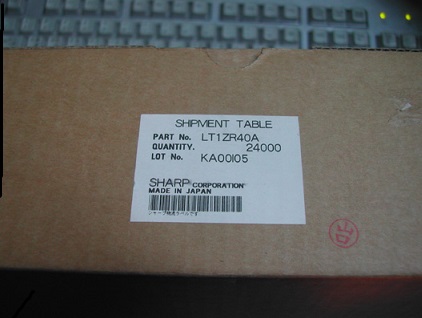 SHIPMENT TABLE
PART No. LT1ZR40A
QUANTITY. 24000
LOT No. KA00I05
SHARP CORPORATION
MADE IN JAPAN